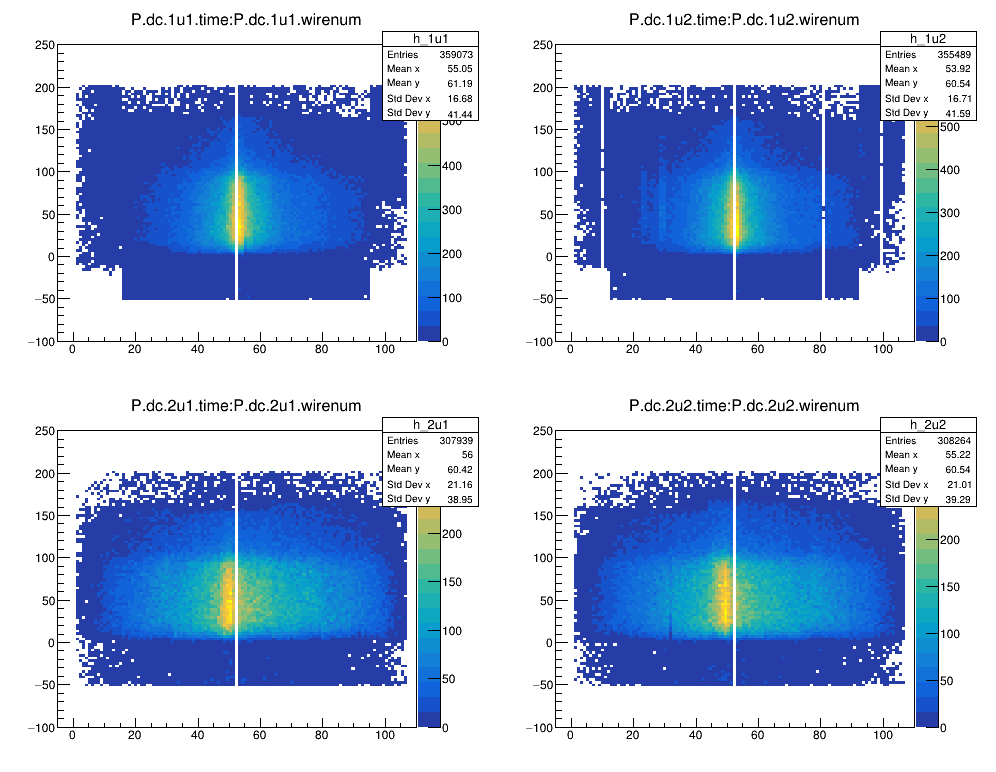 P.dc.1u1.time:P.dc.1u1.wirenum
h_1u1
Entries 359073
Mean x 55.05
Mean y 61.19
Std Dev x 16.68
Std Dev y 41.44
250
200
150
100
50
0
−50
−100
0 20 40 60 80 100
500
400
300
200
100
0
P.dc.1u2.time:P.dc.1u2.wirenum
h_1u2
Entries 355489
Mean x 53.92
Mean y 60.54
Std Dev x 16.71
Std Dev y 41.59
250
200
150
100
50
0
−50
−100
0 20 40 60 80 100
500
400
300
200
100
0
P.dc.2u1.time:P.dc.2u1.wirenum
h_2u1
Entries 307939
Mean x 56
Mean y 60.42
Std Dev x 21.16
Std Dev y 38.95
250
200
150
100
50
0
−50
−100
0 20 40 60 80 100
200
150
100
50
0
P.dc.2u2.time:P.dc.2u2.wirenum
h_2u2
Entries 308264
Mean x 55.22
Mean y 60.54
Std Dev x 21.01
Std Dev y 39.29
250
200
150
100
50
0
−50
−100
0 20 40 60 80 100
200
150
100
50
0